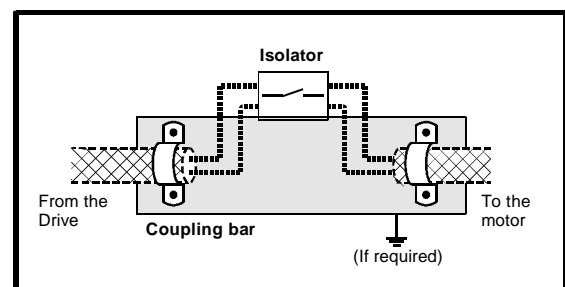 Isolator
From the
Drive
Coupling bar
To the
motor
(If required)